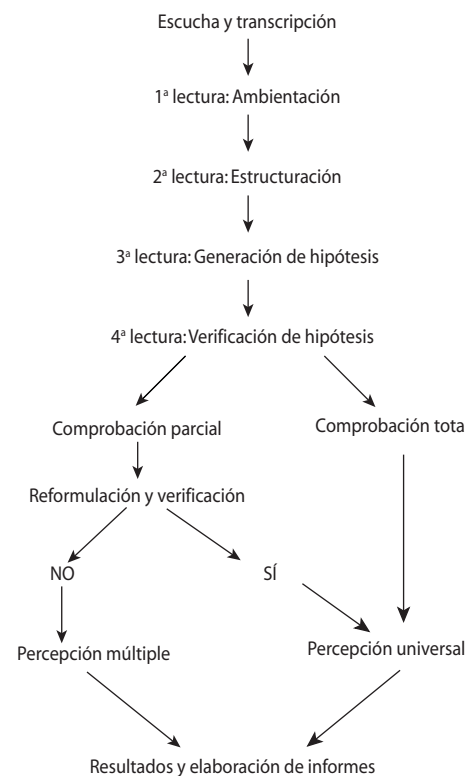 Escucha y transcripción
1ª lectura: Ambientación
2ª lectura: Estructuración
3ª lectura: Generación de hipótesis
4ª lectura: Verificación de hipótesis
Comprobación parcial
Comprobación tota
Reformulación y verificación
NO
SÍ
Percepción múltiple
Percepción universal
Resultados y elaboración de informes